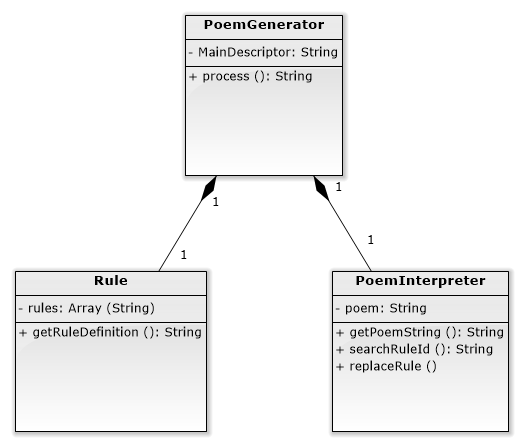 PoemGenerator
- MainDescriptor: String
+ process (): String
1
1
1
1
Rule
- rules: Array (String)
+ getRuleDefinition (): String
PoemInterpreter
- poem: String
+ getPoemString (): String
+ searchRuleId (): String
+ replaceRule ()